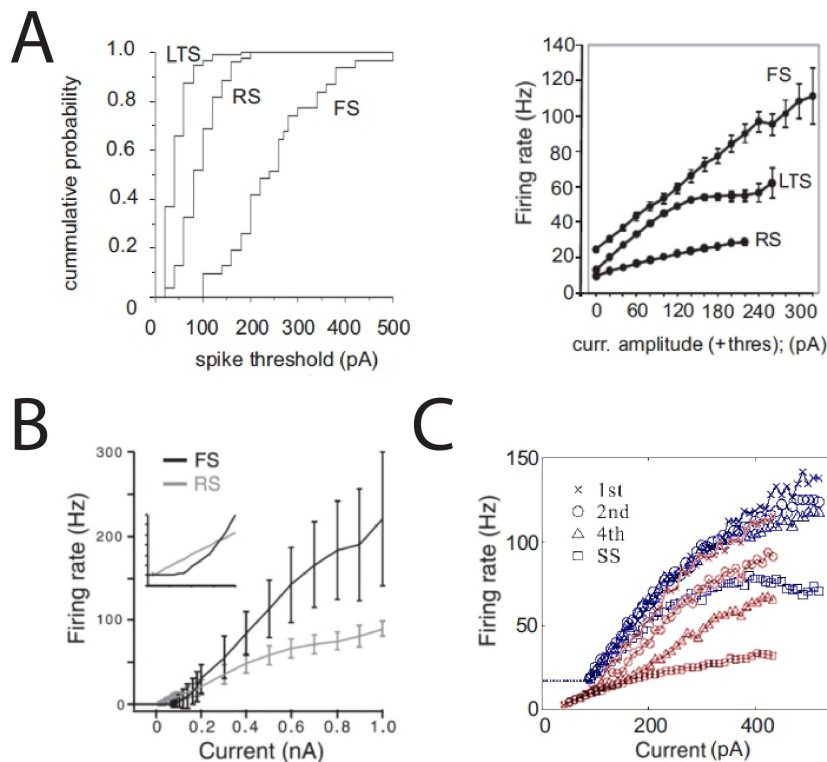 A
1.0
0.8
0.6
0.4
0.2
0
cummulative probability
LTS
RS
FS
0 100 200 300 400 500
spike threshold (pA)
140
120
100
80
60
40
20
0
Firing rate (Hz)
FS
LTS
RS
0 60 120 180 240 300
curr. amplitude (+thres); (pA)
B
300
200
100
0
Firing rate (Hz)
FS
RS
0 0.2 0.4 0.6 0.8 1.0
Current (nA)
C
150
100
50
0
Firing rate (Hz)
1st
2nd
4th
SS
0 200 400
Current (pA)